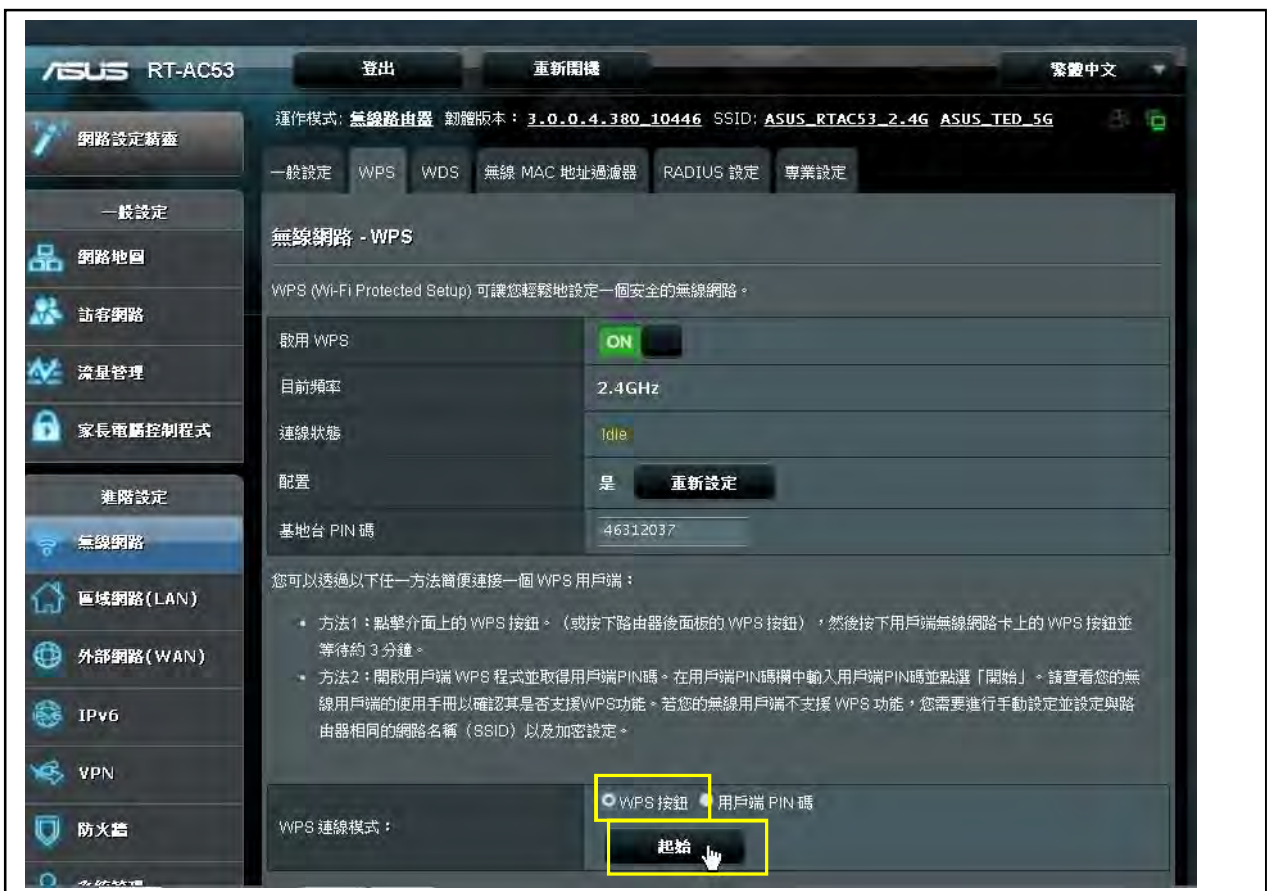 ASUS RT-AC53 登出 重新開機 繁體中文
網路設定精靈
運作模式: 無線路由器 韌體版本: 3.0.0.4.380_10446 SSID: ASUS_RTAC53_2.4G ASUS_TED_5G
一般設定 WPS WDS 無線 MAC 地址過濾器 RADIUS 設定 專業設定
一般設定
網路地圖
訪客網路
流量管理
家長電腦控制程式
進階設定
無線網路
區域網路(LAN)
外部網路(WAN)
IPv6
VPN
防火牆
系統管理
無線網路 - WPS
WPS (Wi-Fi Protected Setup) 可讓您輕鬆地設定一個安全的無線網路。
啟用 WPS ON
目前頻率 2.4GHz
連線狀態 Idle
配置 是 重新設定
基地台 PIN 碼 46312037
您可以透過以下任一方法簡便連接一個 WPS 用戶端：
• 方法1：點擊介面上的 WPS 按鈕。（或按下路由器後面板的 WPS 按鈕），然後按下用戶端無線網路卡上的 WPS 按鈕並
等待約 3 分鐘。
• 方法2：開啟用戶端 WPS 程式並取得用戶端PIN碼。在用戶端PIN碼欄中輸入用戶端PIN碼並點選「開始」。請查看您的無
線用戶端的使用手冊以確認其是否支援WPS功能。若您的無線用戶端不支援 WPS 功能，您需要進行手動設定並設定與路
由器相同的網路名稱（SSID）以及加密設定。
WPS 連線模式： WPS 按鈕 用戶端 PIN 碼
起始